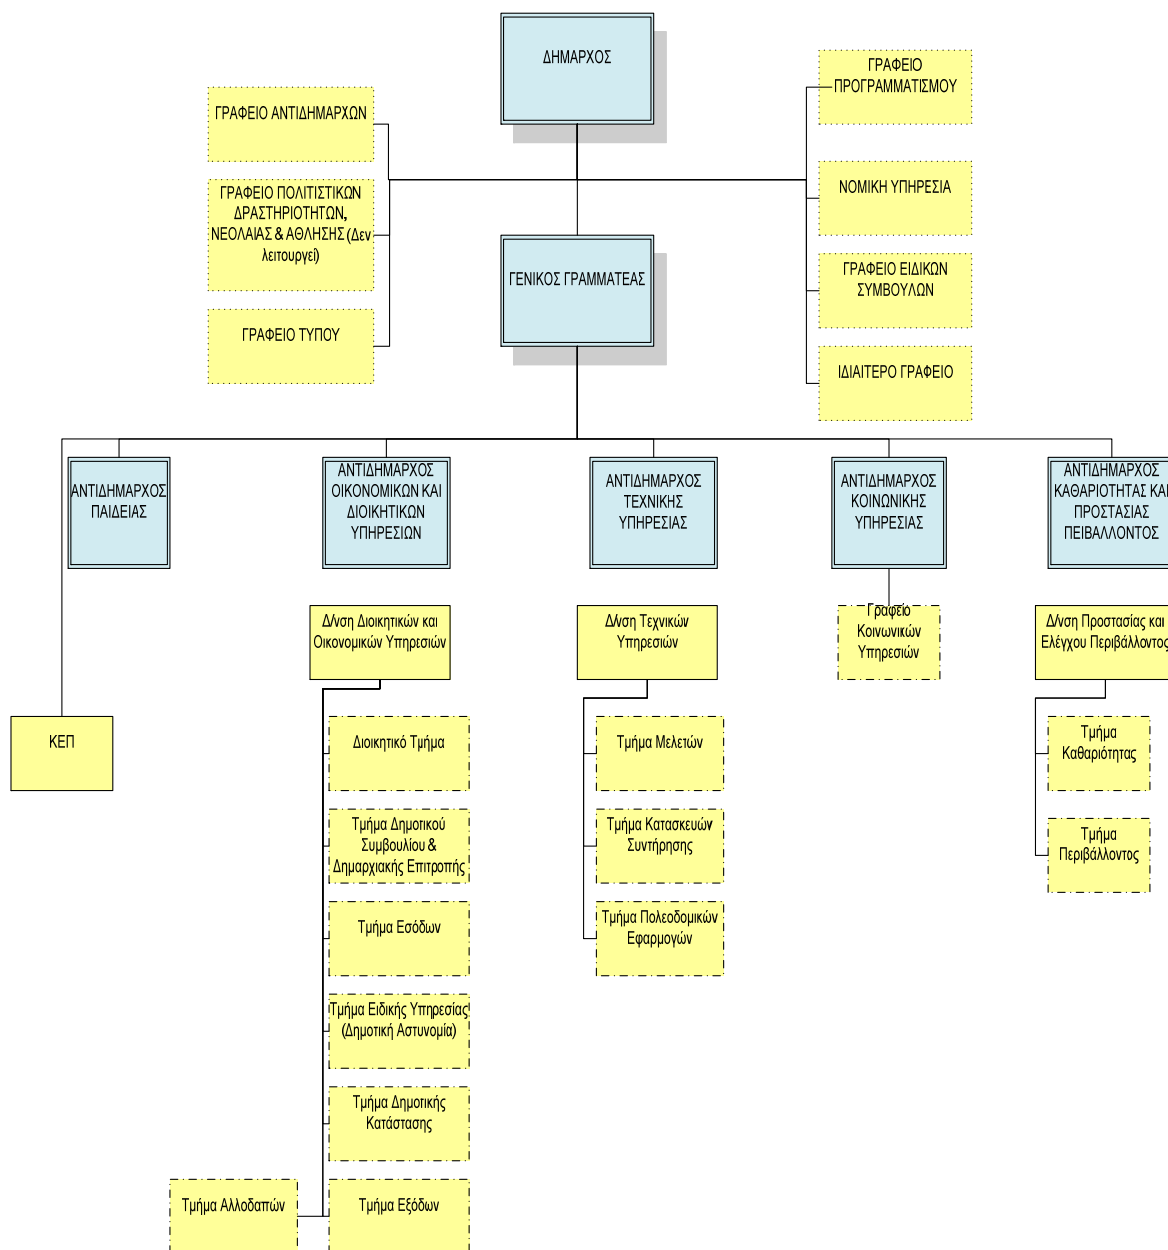 ΔΗΜΑΡΧΟΣ
ΓΡΑΦΕΙΟ
ΠΡΟΓΡΑΜΜΑΤΙΣΜΟΥ
ΓΡΑΦΕΙΟ ΑΝΤΙΔΗΜΑΡΧΩΝ
ΓΡΑΦΕΙΟ ΠΟΛΙΤΙΣΤΙΚΩΝ
ΔΡΑΣΤΗΡΙΟΤΗΤΩΝ,
ΝΕΟΛΑΙΑΣ & ΑΘΛΗΣΗΣ (Δεν
λειτουργεί)
ΝΟΜΙΚΗ ΥΠΗΡΕΣΙΑ
ΓΕΝΙΚΟΣ ΓΡΑΜΜΑΤΕΑΣ
ΓΡΑΦΕΙΟ ΕΙΔΙΚΩΝ
ΣΥΜΒΟΥΛΩΝ
ΓΡΑΦΕΙΟ ΤΥΠΟΥ
ΙΔΙΑΙΤΕΡΟ ΓΡΑΦΕΙΟ
ΑΝΤΙΔΗΜΑΡΧΟΣ
ΠΑΙΔΕΙΑΣ
ΑΝΤΙΔΗΜΑΡΧΟΣ
ΟΙΚΟΝΟΜΙΚΩΝ ΚΑΙ
ΔΙΟΙΚΗΤΙΚΩΝ
ΥΠΗΡΕΣΙΩΝ
ΑΝΤΙΔΗΜΑΡΧΟΣ
ΤΕΧΝΙΚΗΣ
ΥΠΗΡΕΣΙΑΣ
ΑΝΤΙΔΗΜΑΡΧΟΣ
ΚΟΙΝΩΝΙΚΗΣ
ΥΠΗΡΕΣΙΑΣ
ΑΝΤΙΔΗΜΑΡΧΟΣ
ΚΑΘΑΡΙΟΤΗΤΑΣ ΚΑΙ
ΠΡΟΣΤΑΣΙΑΣ
ΠΕΙΒΑΛΛΟΝΤΟΣ
Δ/νση Διοικητικών και
Οικονομικών Υπηρεσιών
Δ/νση Τεχνικών
Υπηρεσιών
Γραφείο
Κοινωνικών
Υπηρεσιών
Δ/νση Προστασίας και
Ελέγχου Περιβάλλοντος
ΚΕΠ
Διοικητικό Τμήμα
Τμήμα Μελετών
Τμήμα
Καθαριότητας
Τμήμα Δημοτικού
Συμβουλίου &
Δημαρχιακής Επιτροπής
Τμήμα Κατασκευών
Συντήρησης
Τμήμα
Περιβάλλοντος
Τμήμα Εσόδων
Τμήμα Πολεοδομικών
Εφαρμογών
Τμήμα Ειδικής Υπηρεσίας
(Δημοτική Αστυνομία)
Τμήμα Δημοτικής
Κατάστασης
Τμήμα Αλλοδαπών
Τμήμα Εξόδων